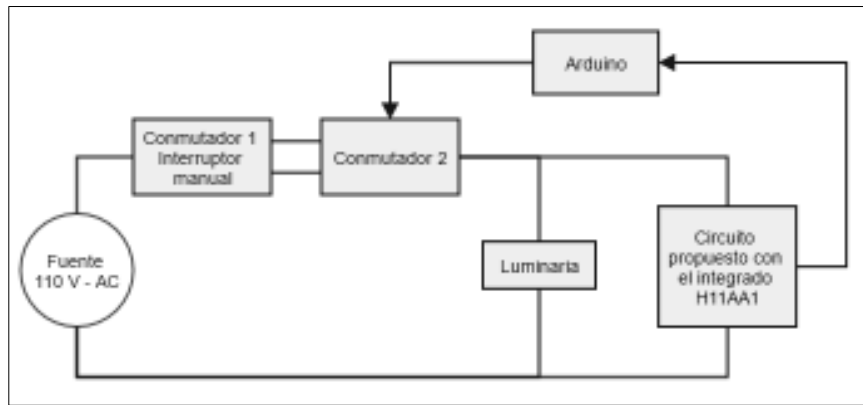 Arduino
Conmutador 1
Interruptor
manual
Conmutador 2
Fuente
110 V - AC
Luminaria
Circuito
propuesto con
el integrado
H11AA1